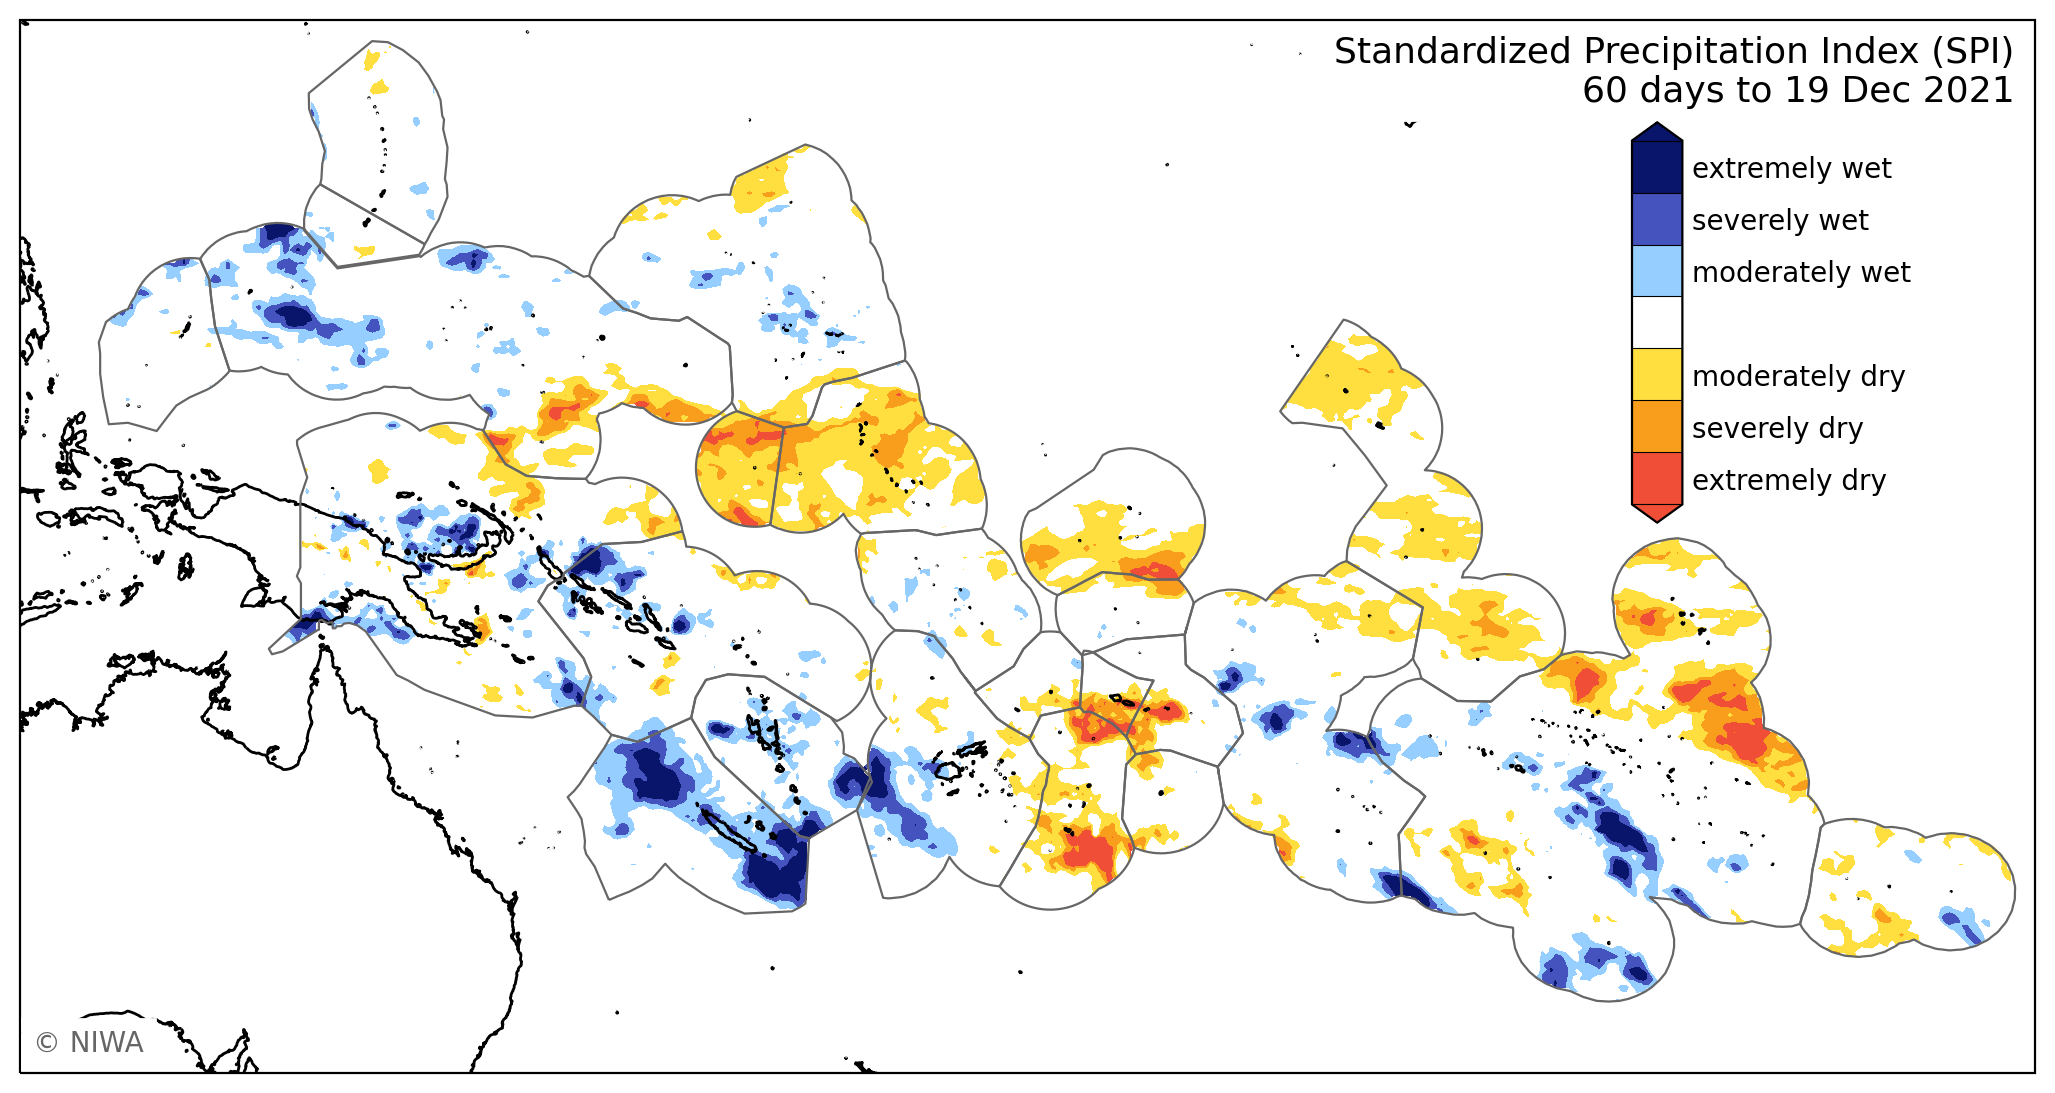 Standardized Precipitation Index (SPI)
60 days to 19 Dec 2021
extremely wet
severely wet
moderately wet
moderately dry
severely dry
extremely dry
© NIWA